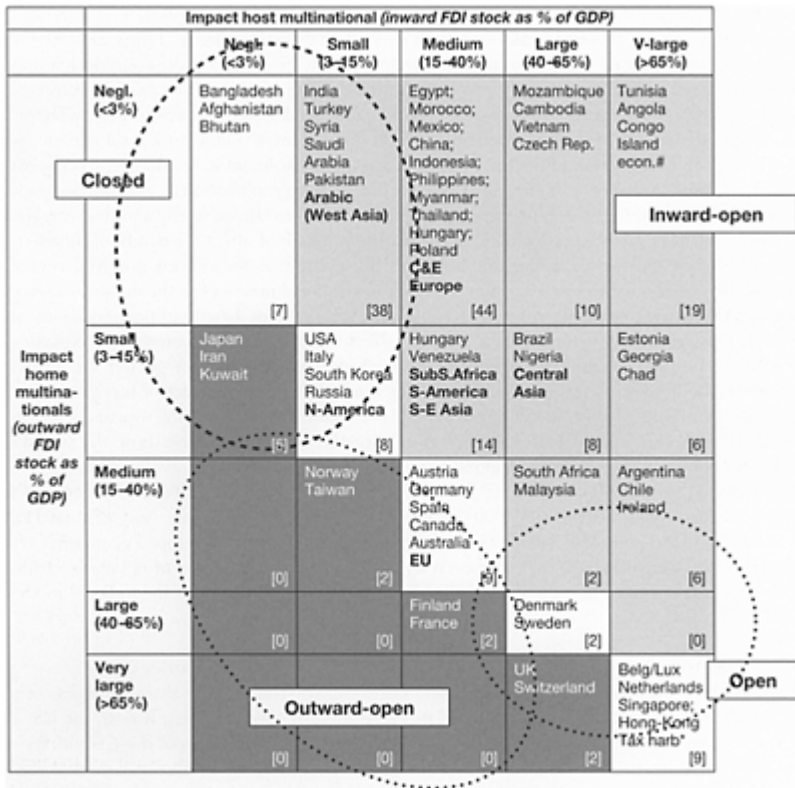 Impact host multinational (inward FDI stock as % of GDP)
Negl. (<3%)
Small (3–15%)
Medium (15–40%)
Large (40–65%)
V-large (>65%)
Impact home multina-tionals (outward FDI stock as % of GDP)
Negl. (<3%)
Bangladesh
Afghanistan
Bhutan
[7]
India
Turkey
Syria
Saudi
Arabia
Pakistan
Arabic
(West Asia)
[38]
Egypt;
Morocco;
Mexico;
China;
Indonesia;
Philippines;
Myanmar;
Thailand;
Hungary;
Poland
C&E
Europe
[44]
Mozambique
Cambodia
Vietnam
Czech Rep.
[10]
Tunisia
Angola
Congo
Island
econ.#
[19]
Closed
Inward-open
Small (3–15%)
Japan
Iran
Kuwait
[5]
USA
Italy
South Korea
Russia
N-America
[8]
Hungary
Venezuela
SubS.Africa
S-America
S-E Asia
[14]
Brazil
Nigeria
Central
Asia
[8]
Estonia
Georgia
Chad
[6]
Medium (15–40%)
[0]
Norway
Taiwan
[2]
Austria
Germany
Spain
Canada
Australia
EU
[9]
South Africa
Malaysia
[2]
Argentina
Chile
Ireland
[6]
Large (40–65%)
[0]
[0]
Finland
France
[2]
Denmark
Sweden
[2]
[0]
Very large (>65%)
[0]
[0]
[0]
UK
Switzerland
[2]
Belg/Lux
Netherlands
Singapore;
Hong-Kong
Tax harb*
[9]
Outward-open
Open